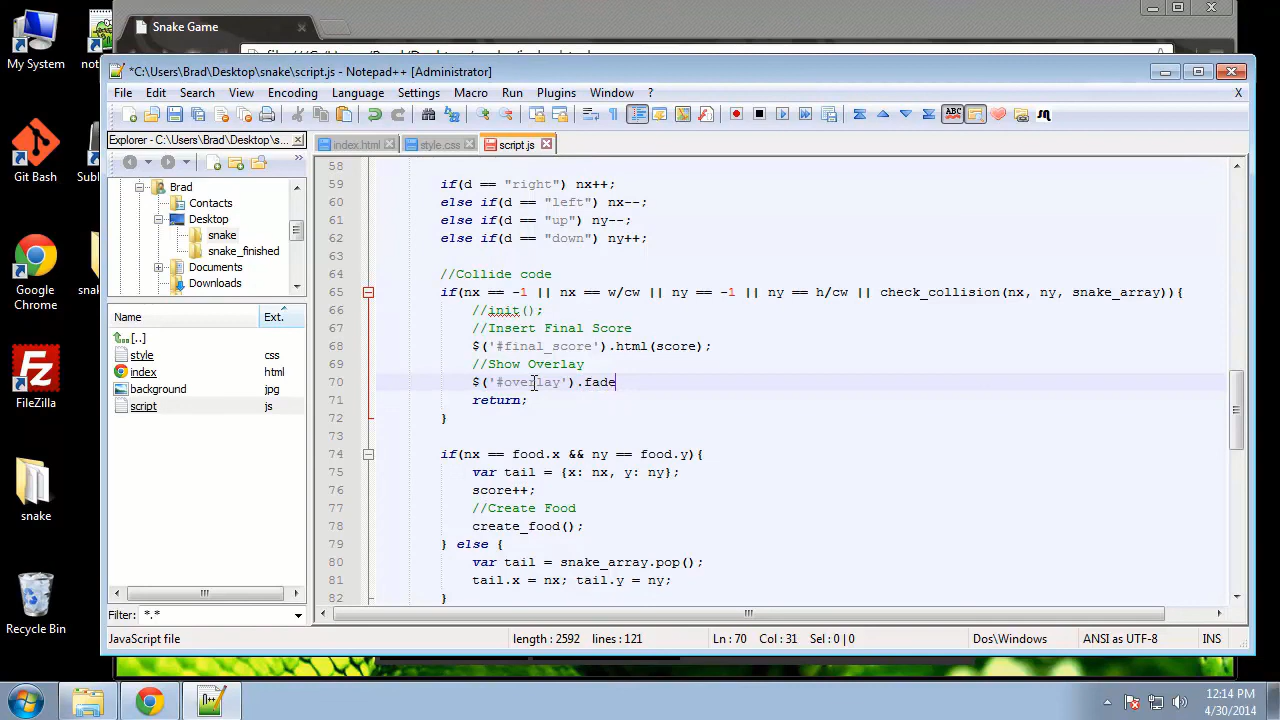 My System
not
Git Bash
Sub
Google
Chrome
sna
FileZilla
snake
Recycle Bin
Snake Game
*C:\Users\Brad\Desktop\snake\script.js - Notepad++ [Administrator]
File Edit Search View Encoding Language Settings Macro Run Plugins Window ? X
Explorer - C:\Users\Brad\Desktop\s...
index.html style.css script.js
Brad
Contacts
Desktop
snake
snake_finished
Documents
Downloads
Name Ext.
[..]
style css
index html
background jpg
script js
Filter: *.*
58
59 if(d == "right") nx++;
60 else if(d == "left") nx--;
61 else if(d == "up") ny--;
62 else if(d == "down") ny++;
63
64 //Collide code
65 if(nx == -1 || nx == w/cw || ny == -1 || ny == h/cw || check_collision(nx, ny, snake_array)){
66 //init();
67 //Insert Final Score
68 $('#final_score').html(score);
69 //Show Overlay
70 $('#overlay').fade
71 return;
72 }
73
74 if(nx == food.x && ny == food.y){
75 var tail = {x: nx, y: ny};
76 score++;
77 //Create Food
78 create_food();
79 } else {
80 var tail = snake_array.pop();
81 tail.x = nx; tail.y = ny;
82 }
JavaScript file length : 2592 lines : 121 Ln : 70 Col : 31 Sel : 0 | 0 Dos\Windows ANSI as UTF-8 INS
12:14 PM
4/30/2014